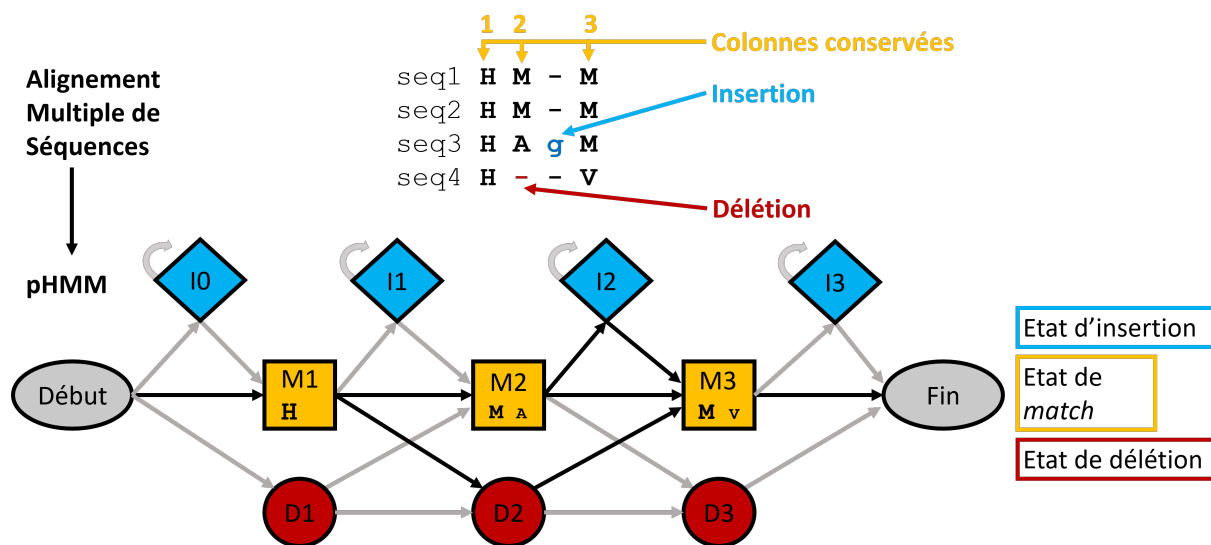 1 2 3
Colonnes conservées
Alignement
Multiple de
Séquences
seq1 H M - M
seq2 H M - M
seq3 H A g M
seq4 H - - V
Insertion
Délétion
pHMM
I0 I1 I2 I3
Début
M1
H
M2
M A
M3
M V
Fin
D1 D2 D3
Etat d'insertion
Etat de
match
Etat de délétion